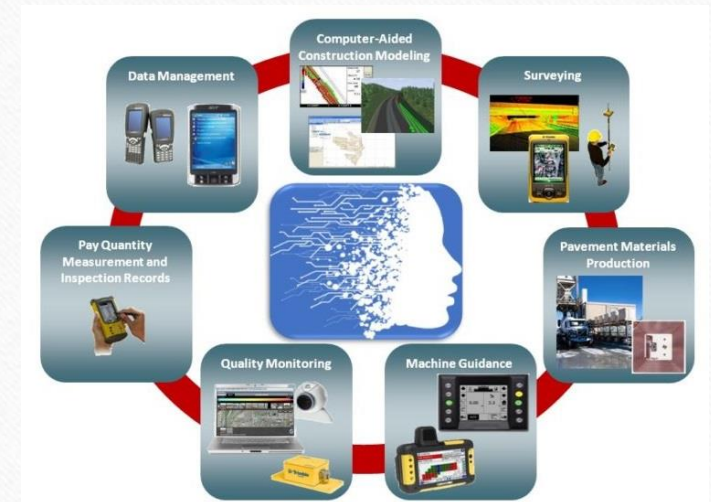 Computer-Aided
Construction Modeling
Surveying
Pavement Materials
Production
Machine Guidance
Quality Monitoring
Pay Quantity
Measurement and
Inspection Records
Data Management